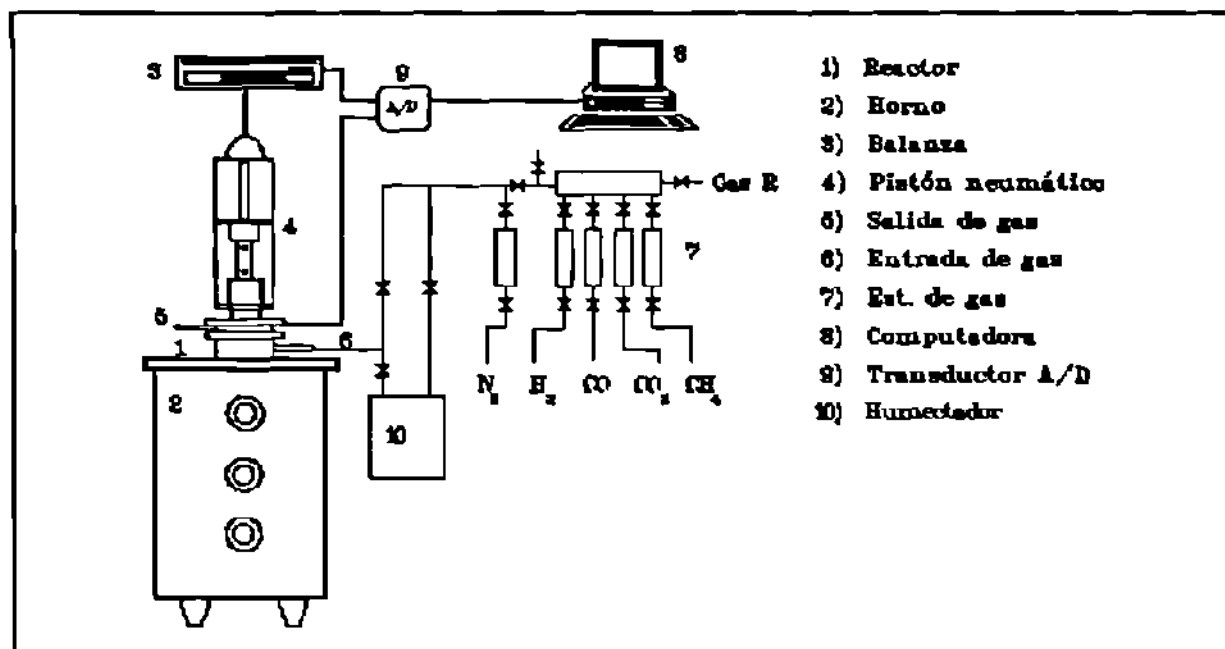 3
9
A/D
8
4
Gas R
7
5
1
6
2
10
N₂ H₂ CO CO₂ CH₄
1) Reactor
2) Horno
3) Balanza
4) Pistón neumático
5) Salida de gas
6) Entrada de gas
7) Est. de gas
8) Computadora
9) Transductor A/D
10) Humectador